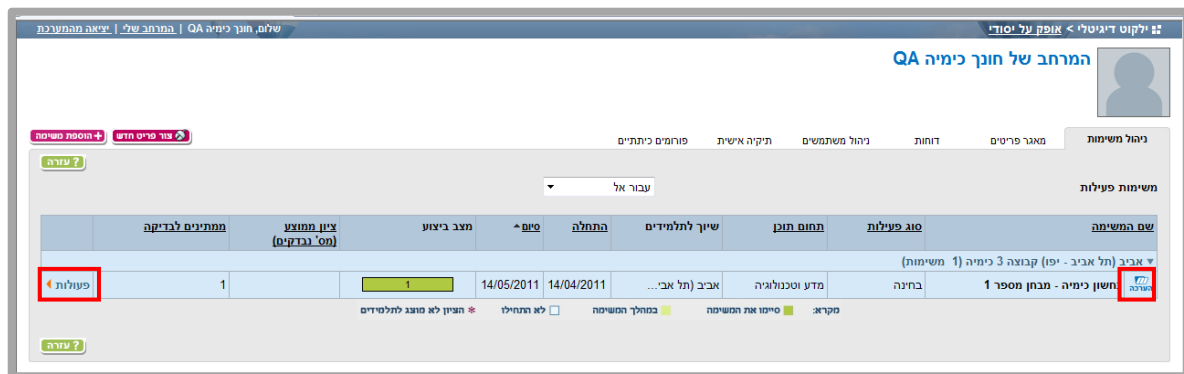 ילקוט דיגיטלי > אופק על יסודי
שלום, חונך כימיה QA | המרחב שלי | יציאה מהמערכת
המרחב של חונך כימיה QA
צור פריט חדש הוספת משימה
ניהול משימות מאגר פריטים דוחות ניהול משתמשים תיקיה אישית פורומים כיתתיים
? עזרה
משימות פעילות
עבור אל
שם המשימה סוג פעילות תחום תוכן שיוך לתלמידים התחלה סיום מצב ביצוע ציון ממוצע (מס' נבדקים) ממתינים לבדיקה
אביב (תל אביב - יפו) קבוצה 3 כימיה (1 משימות)
הערכה נחשון כימיה - מבחן מספר 1 בחינה מדע וטכנולוגיה אביב (תל אבי... 14/04/2011 14/05/2011 1 1 פעולות
מקרא: סיימו את המשימה במהלך המשימה לא התחילו * הציון לא מוצג לתלמידים
? עזרה